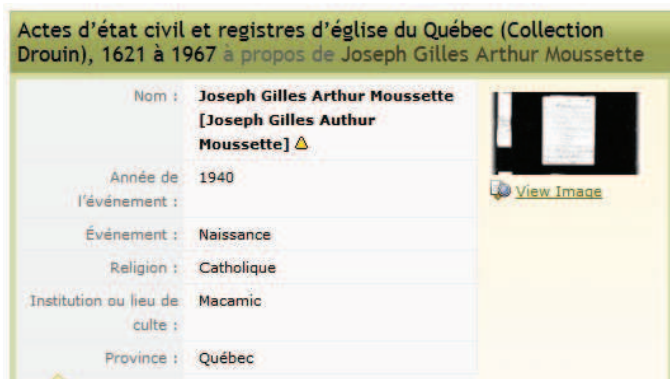 Actes d'état civil et registres d'église du Québec (Collection
Drouin), 1621 à 1967 à propos de Joseph Gilles Arthur Moussette
Nom : Joseph Gilles Arthur Moussette
[Joseph Gilles Authur
Moussette]
View Image
Année de 1940
l'événement :
Événement : Naissance
Religion : Catholique
Institution ou lieu de Macamic
culte :
Province : Québec